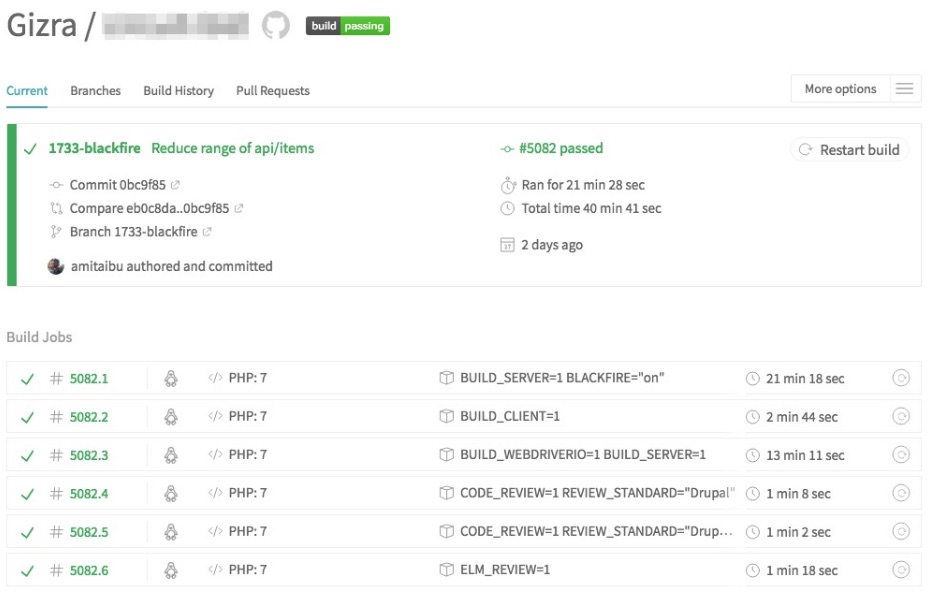 Gizra /
build passing
Current Branches Build History Pull Requests More options
1733-blackfire Reduce range of api/items #5082 passed Restart build
Commit 0bc9f85 Ran for 21 min 28 sec
Compare eb0c8da..0bc9f85 Total time 40 min 41 sec
Branch 1733-blackfire
17 2 days ago
amitaibu authored and committed
Build Jobs
# 5082.1 </> PHP: 7 BUILD_SERVER=1 BLACKFIRE="on" 21 min 18 sec
# 5082.2 </> PHP: 7 BUILD_CLIENT=1 2 min 44 sec
# 5082.3 </> PHP: 7 BUILD_WEBDRIVERIO=1 BUILD_SERVER=1 13 min 11 sec
# 5082.4 </> PHP: 7 CODE_REVIEW=1 REVIEW_STANDARD="Drupal" 1 min 8 sec
# 5082.5 </> PHP: 7 CODE_REVIEW=1 REVIEW_STANDARD="Drup... 1 min 2 sec
# 5082.6 </> PHP: 7 ELM_REVIEW=1 1 min 18 sec